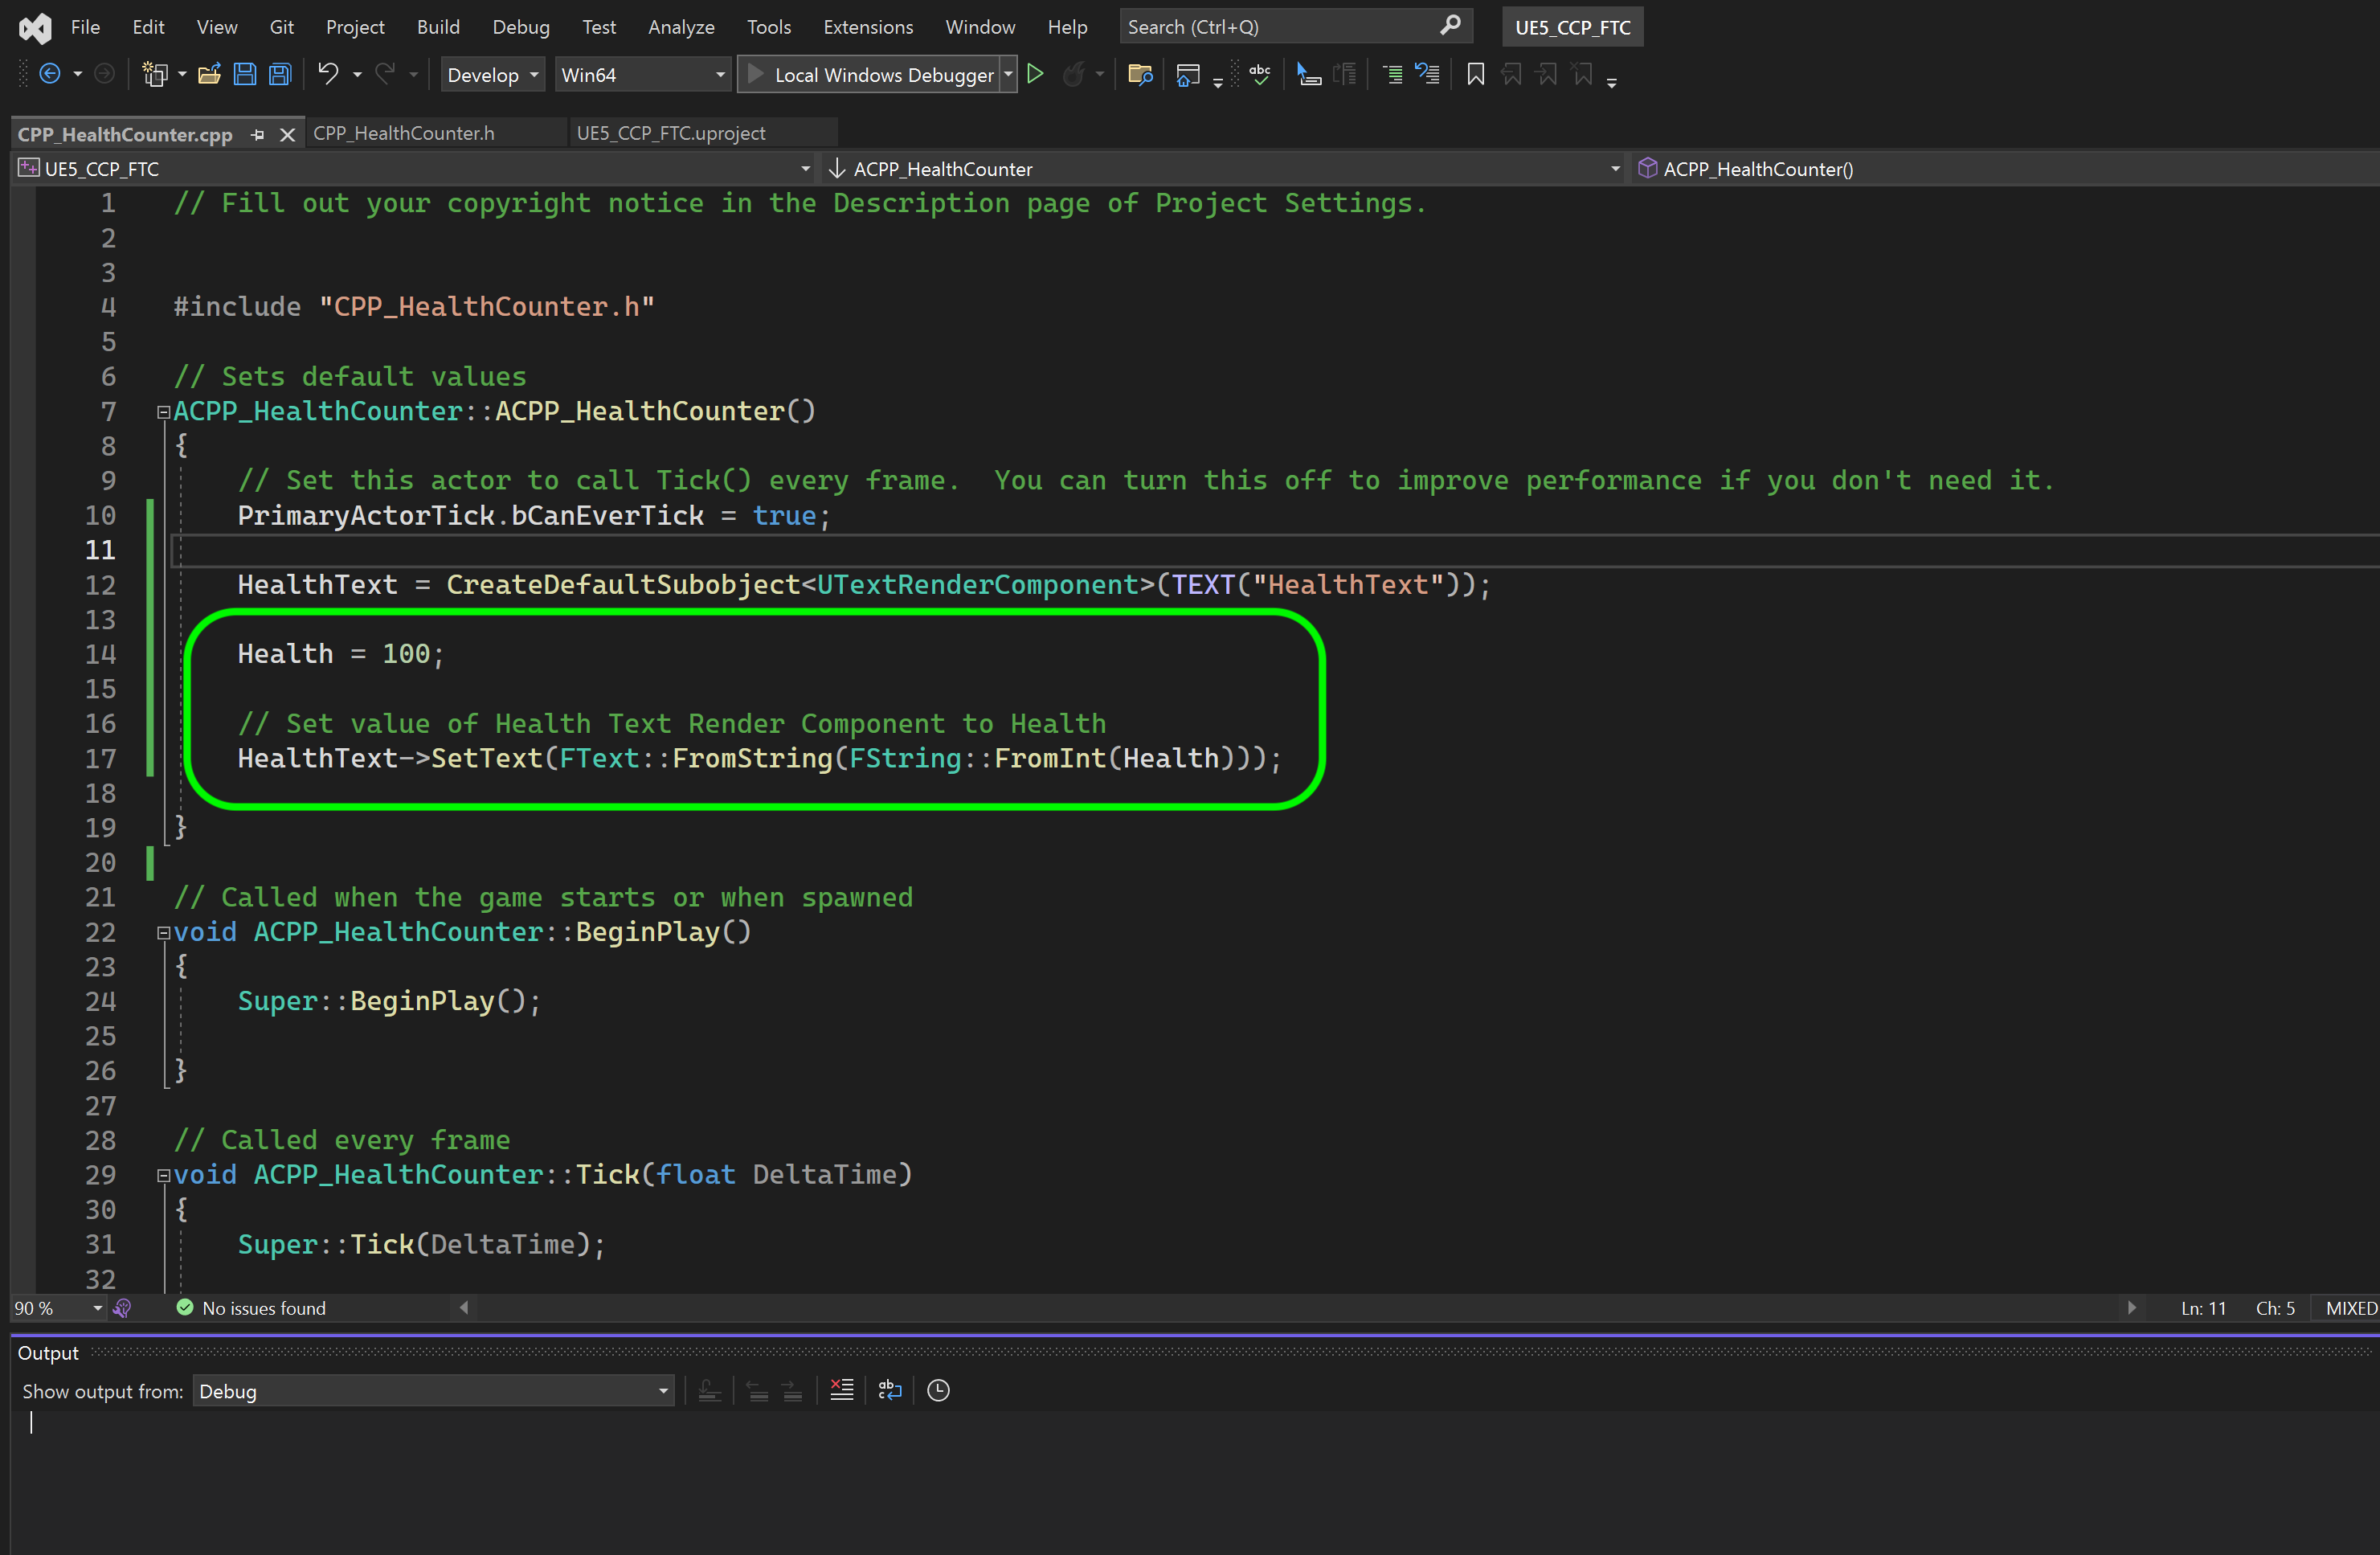 File Edit View Git Project Build Debug Test Analyze Tools Extensions Window Help Search (Ctrl+Q) UE5_CCP_FTC
Develop Win64 Local Windows Debugger
CPP_HealthCounter.cpp CPP_HealthCounter.h UE5_CCP_FTC.uproject
UE5_CCP_FTC ACPP_HealthCounter ACPP_HealthCounter()
1 // Fill out your copyright notice in the Description page of Project Settings.
2
3
4 #include "CPP_HealthCounter.h"
5
6 // Sets default values
7 ACPP_HealthCounter::ACPP_HealthCounter()
8 {
9 // Set this actor to call Tick() every frame.  You can turn this off to improve performance if you don't need it.
10 PrimaryActorTick.bCanEverTick = true;
11
12 HealthText = CreateDefaultSubobject<UTextRenderComponent>(TEXT("HealthText"));
13
14 Health = 100;
15
16 // Set value of Health Text Render Component to Health
17 HealthText->SetText(FText::FromString(FString::FromInt(Health)));
18
19 }
20
21 // Called when the game starts or when spawned
22 void ACPP_HealthCounter::BeginPlay()
23 {
24 Super::BeginPlay();
25
26 }
27
28 // Called every frame
29 void ACPP_HealthCounter::Tick(float DeltaTime)
30 {
31 Super::Tick(DeltaTime);
32
90 % No issues found Ln: 11 Ch: 5 MIXED
Output
Show output from: Debug